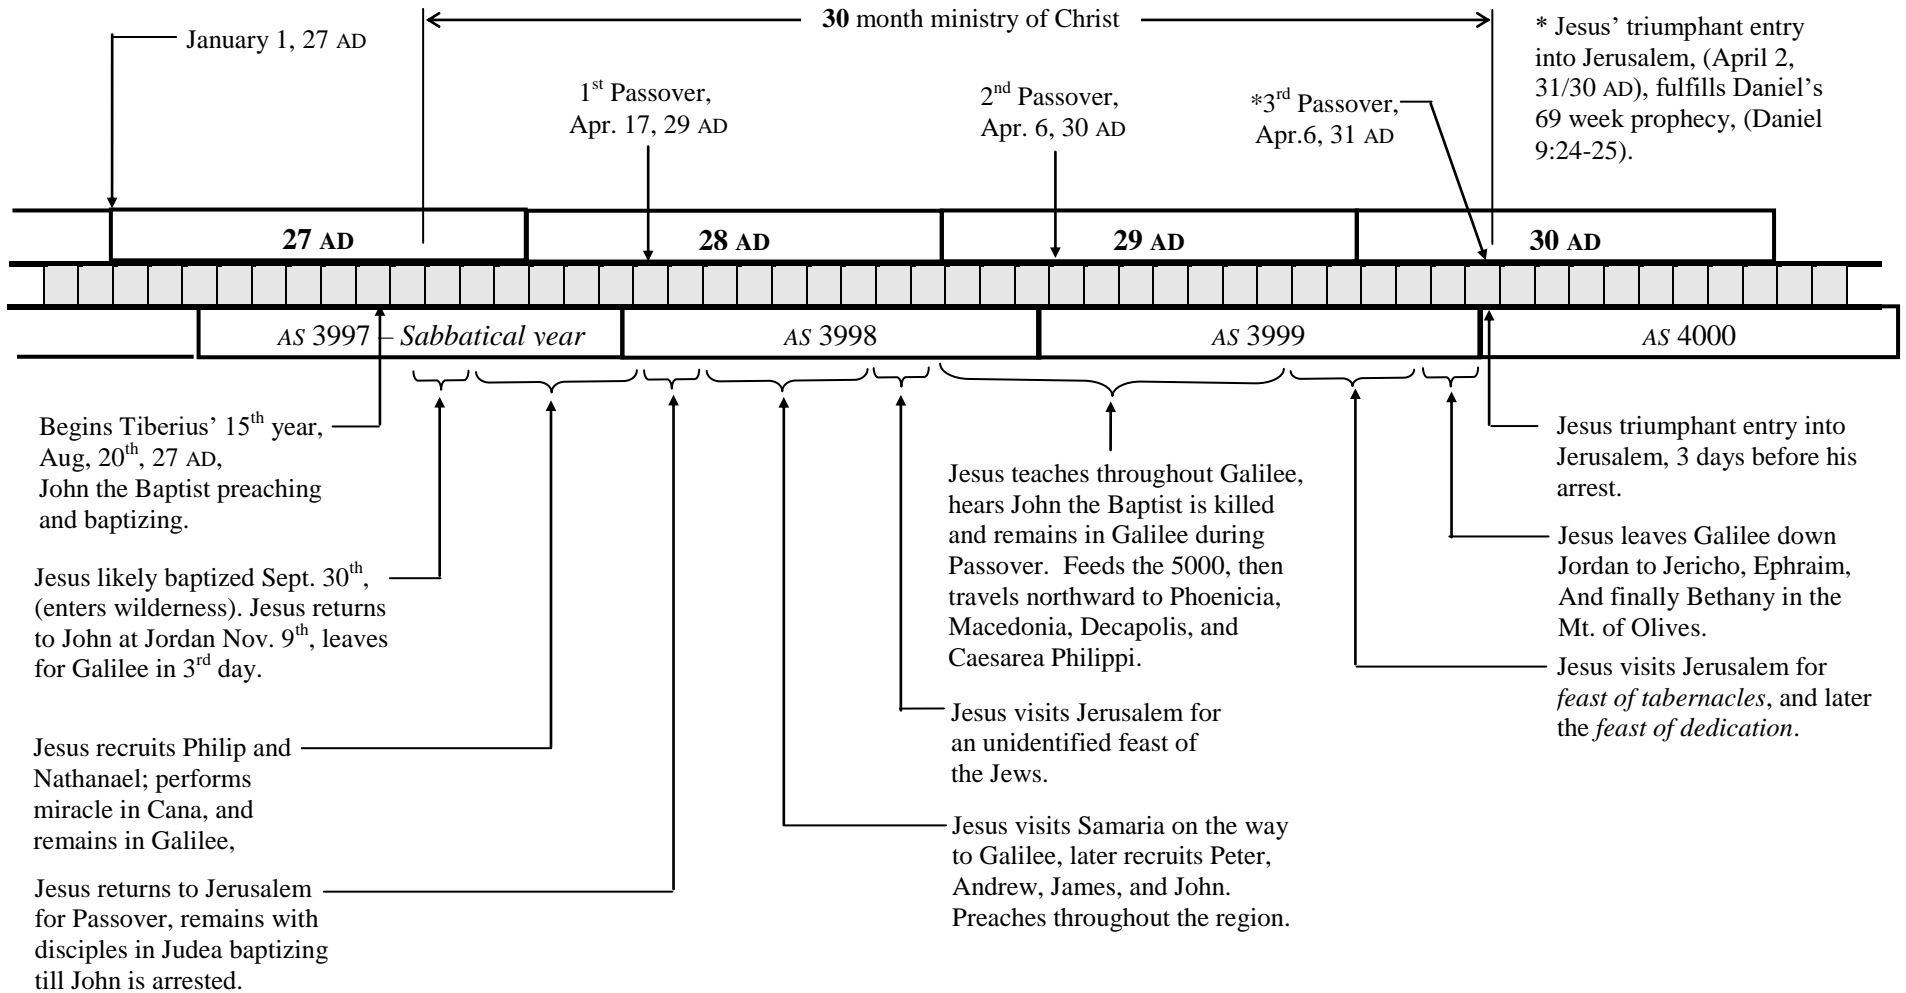 30 month ministry of Christ
January 1, 27 AD
1st Passover,
Apr. 17, 29 AD
2nd Passover,
Apr. 6, 30 AD
*3rd Passover,
Apr.6, 31 AD
* Jesus’ triumphant entry
into Jerusalem, (April 2,
31/30 AD), fulfills Daniel’s
69 week prophecy, (Daniel
9:24-25).
27 AD
28 AD
29 AD
30 AD
AS 3997 – Sabbatical year
AS 3998
AS 3999
AS 4000
Begins Tiberius’ 15th year,
Aug, 20th, 27 AD,
John the Baptist preaching
and baptizing.
Jesus likely baptized Sept. 30th,
(enters wilderness). Jesus returns
to John at Jordan Nov. 9th, leaves
for Galilee in 3rd day.
Jesus recruits Philip and
Nathanael; performs
miracle in Cana, and
remains in Galilee,
Jesus returns to Jerusalem
for Passover, remains with
disciples in Judea baptizing
till John is arrested.
Jesus teaches throughout Galilee,
hears John the Baptist is killed
and remains in Galilee during
Passover.  Feeds the 5000, then
travels northward to Phoenicia,
Macedonia, Decapolis, and
Caesarea Philippi.
Jesus visits Jerusalem for
an unidentified feast of
the Jews.
Jesus visits Samaria on the way
to Galilee, later recruits Peter,
Andrew, James, and John.
Preaches throughout the region.
Jesus triumphant entry into
Jerusalem, 3 days before his
arrest.
Jesus leaves Galilee down
Jordan to Jericho, Ephraim,
And finally Bethany in the
Mt. of Olives.
Jesus visits Jerusalem for
feast of tabernacles, and later
the feast of dedication.